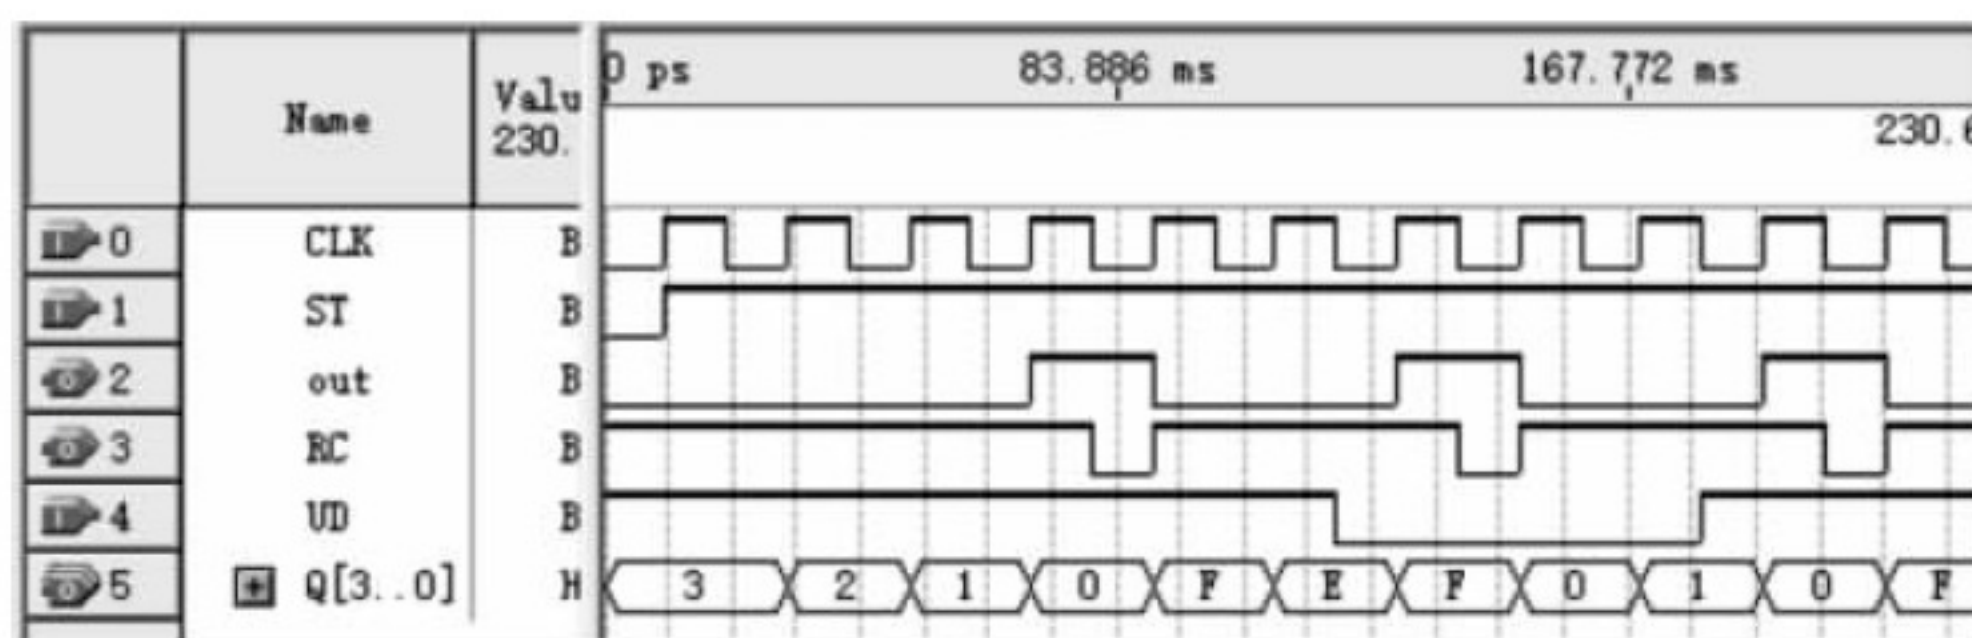 0 ps 83.886 ms 167.772 ms
Name Valu
230.
230.6
0 CLK B
1 ST B
2 out B
3 RC B
4 UD B
5 + Q[3..0] H 3 2 1 0 F E F 0 1 0 F